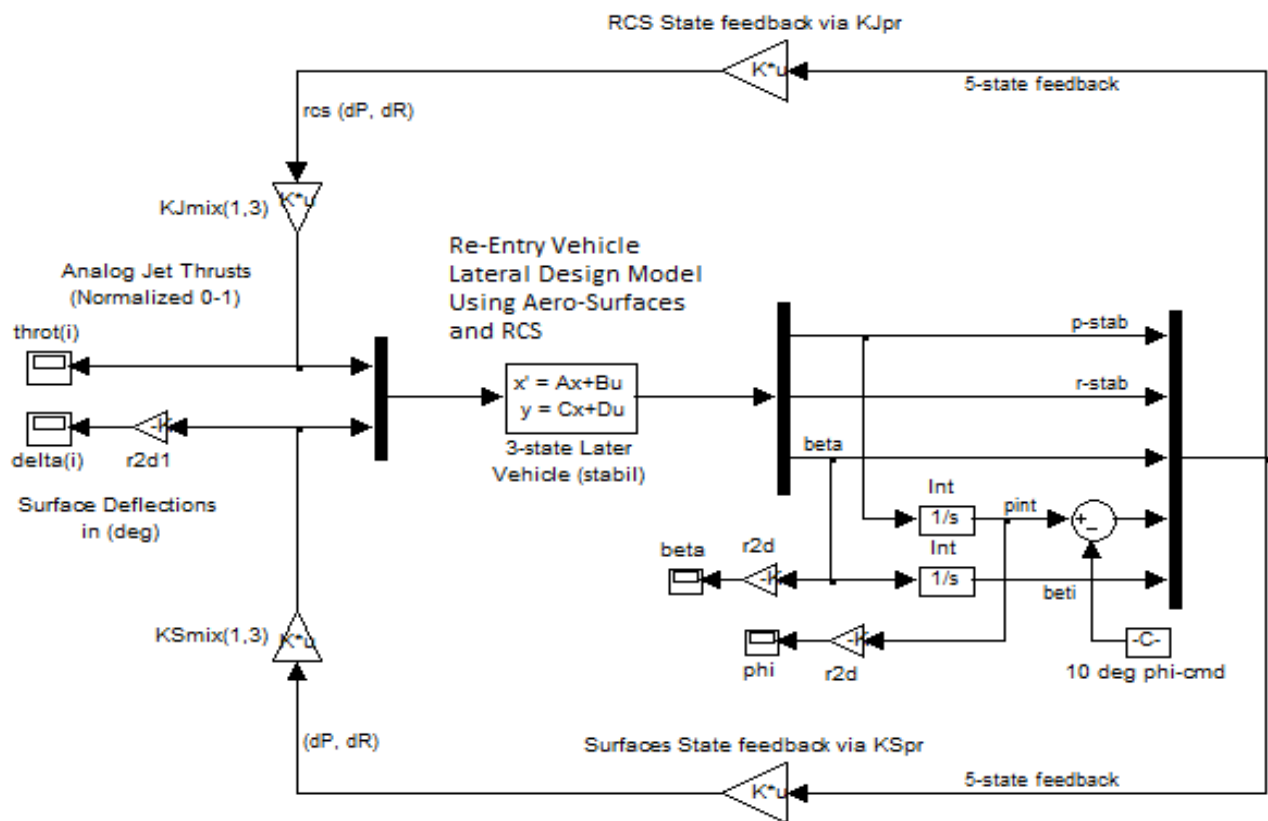 RCS State feedback via KJpr
K*u
5-state feedback
rcs (dP, dR)
K*u
KJmix(1,3)
Analog Jet Thrusts
(Normalized 0-1)
throt(i)
Re-Entry Vehicle
Lateral Design Model
Using Aero-Surfaces
and RCS
p-stab
r-stab
x' = Ax+Bu
y = Cx+Du
3-state Later
Vehicle (stabil)
beta
-K
delta(i)
r2d1
Surface Deflections
in (deg)
Int
1/s
pint
+
_
Int
1/s
beti
beta
r2d
-K
phi
-K
r2d
-C-
10 deg phi-cmd
KSmix(1,3)
K*u
(dP, dR)
Surfaces State feedback via KSpr
K*u
5-state feedback